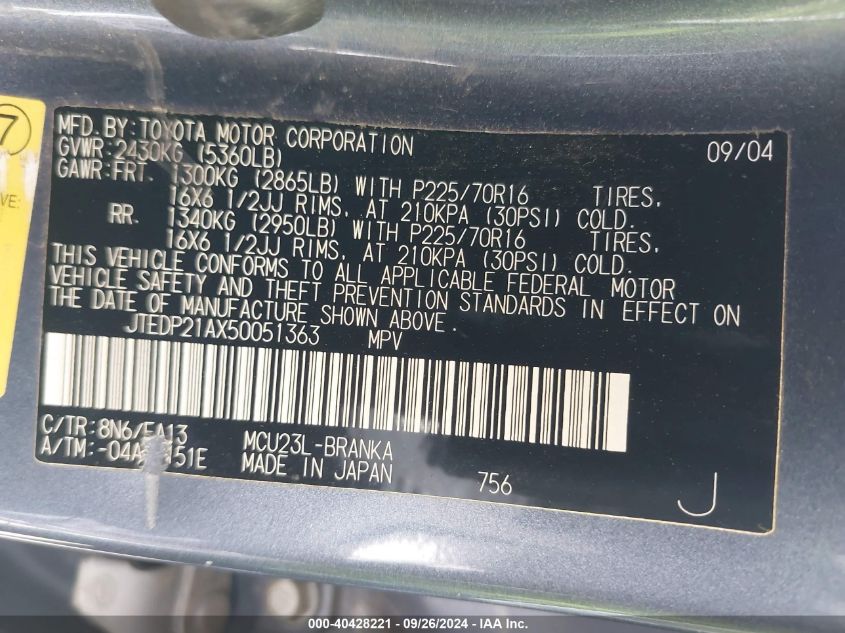 7
VE:
MFD.BY:TOYOTA MOTOR CORPORATION 09/04
GVWR:2430KG (5360LB)
GAWR:FRT. 1300KG (2865LB) WITH P225/70R16 TIRES,
16X6 1/2JJ RIMS, AT 210KPA (30PSI) COLD.
RR. 1340KG (2950LB) WITH P225/70R16 TIRES,
16X6 1/2JJ RIMS, AT 210KPA (30PSI) COLD.
THIS VEHICLE CONFORMS TO ALL APPLICABLE FEDERAL MOTOR
VEHICLE SAFETY AND THEFT PREVENTION STANDARDS IN EFFECT ON
THE DATE OF MANUFACTURE SHOWN ABOVE.
JTEDP21AX50051363 MPV
C/TR:8N6/FA13 MCU23L-BRANKA
A/TM: MADE IN JAPAN 756 J
000-40428221 - 09/26/2024 - IAA Inc.